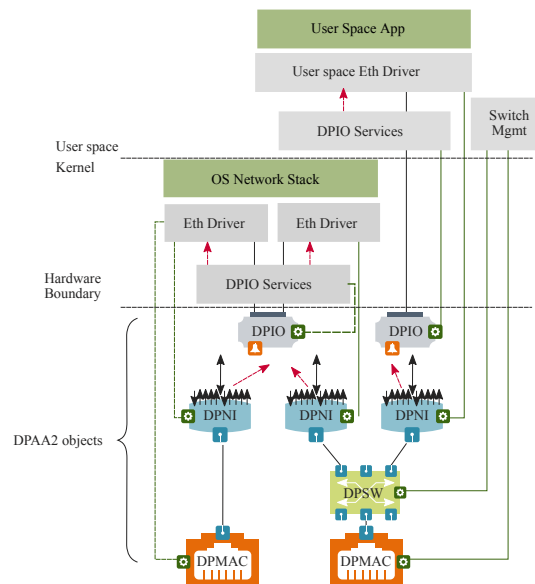 User Space App
User space Eth Driver
DPIO Services
Switch
Mgmt
User space
Kernel
OS Network Stack
Eth Driver
Eth Driver
DPIO Services
Hardware
Boundary
DPIO
DPIO
DPNI
DPNI
DPNI
DPAA2 objects
DPSW
DPMAC
DPMAC